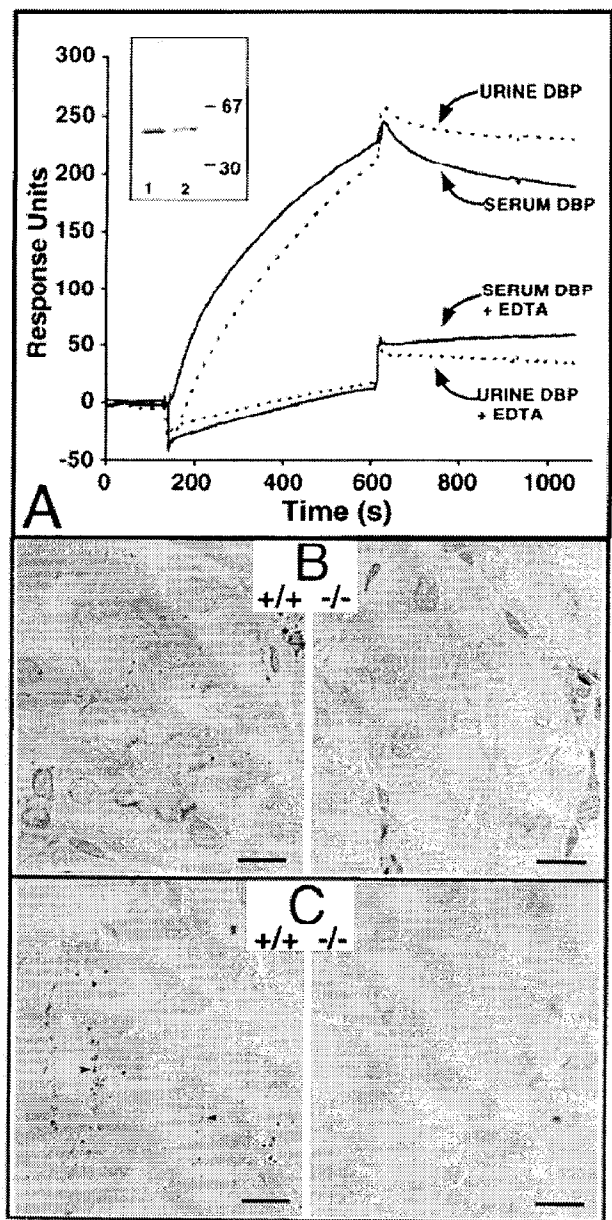 300
250
200
150
100
50
0
-50
Response Units
- 67
- 30
1 2
URINE DBP
SERUM DBP
SERUM DBP
+ EDTA
URINE DBP
+ EDTA
0 200 400 600 800 1000
Time (s)
A
B
+/+ -/-
C
+/+ -/-